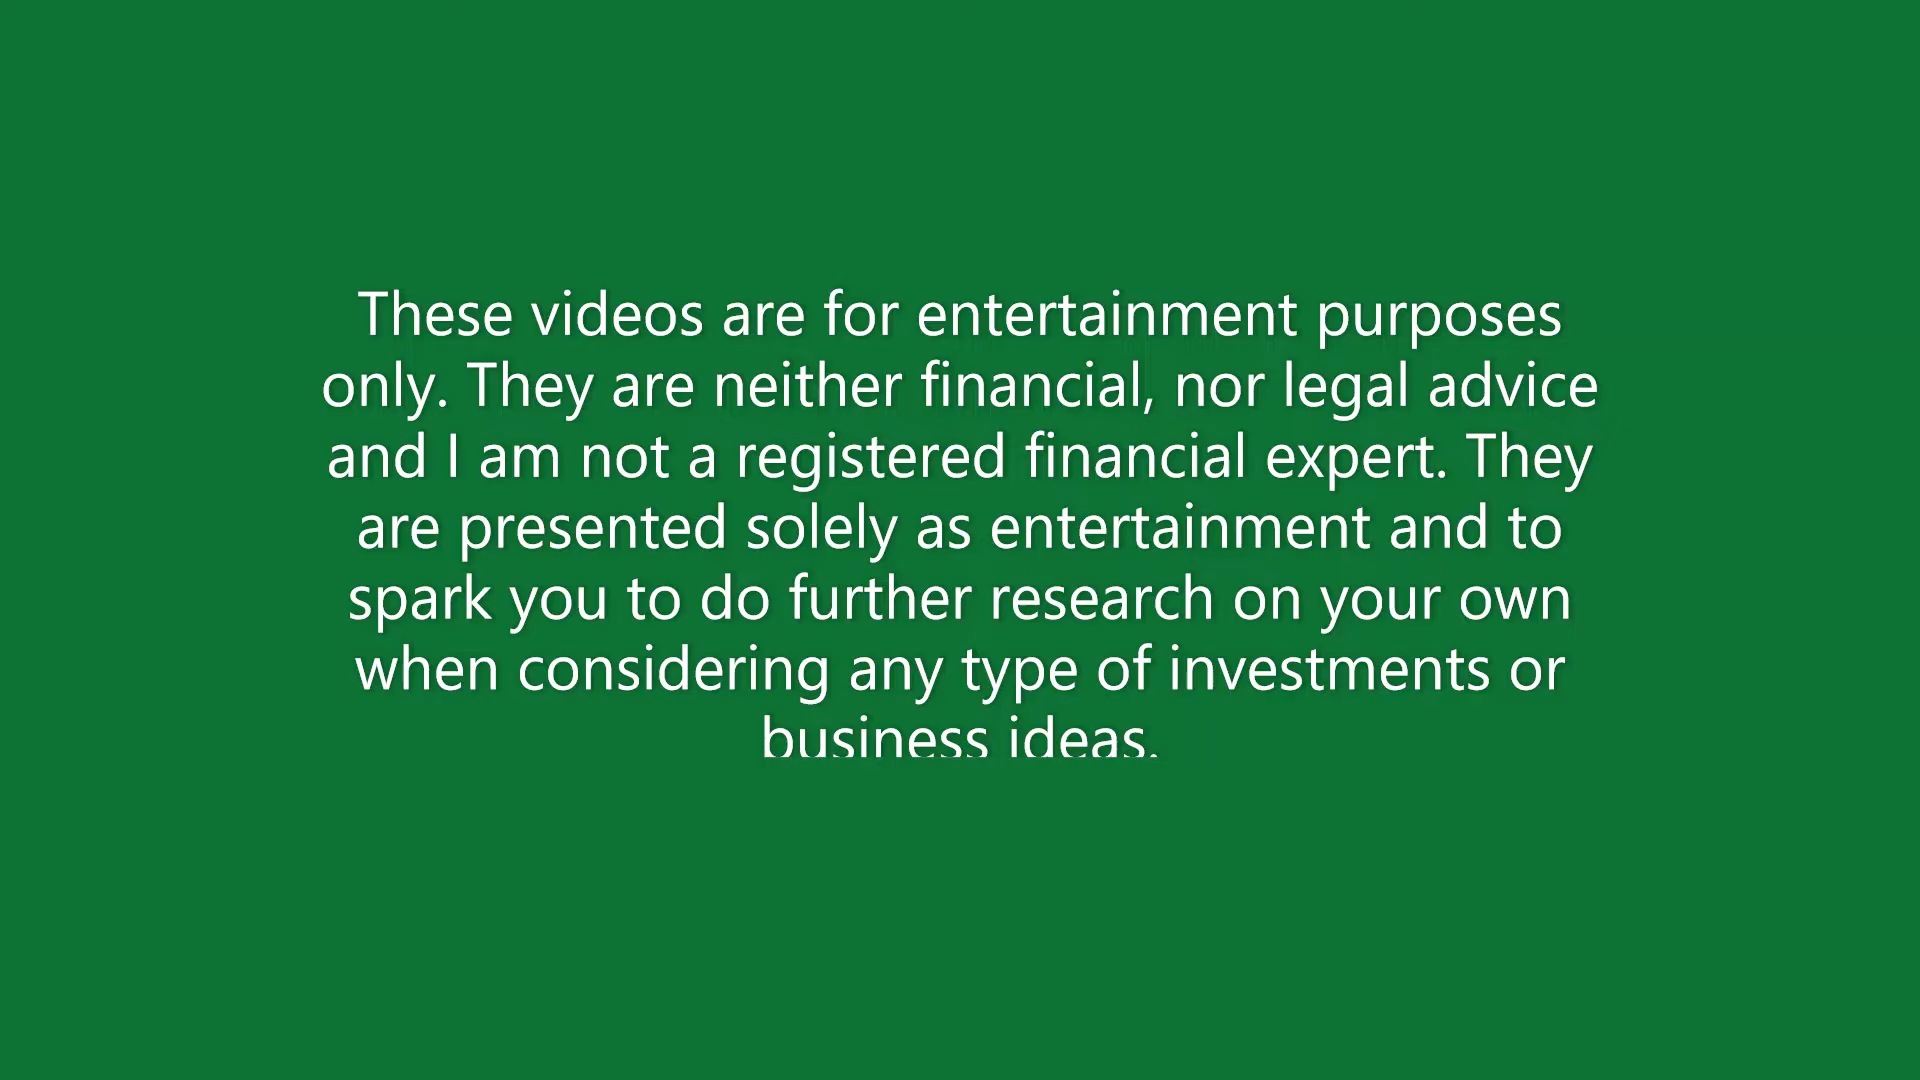 These videos are for entertainment purposes
only. They are neither financial, nor legal advice
and I am not a registered financial expert. They
are presented solely as entertainment and to
spark you to do further research on your own
when considering any type of investments or
business ideas.